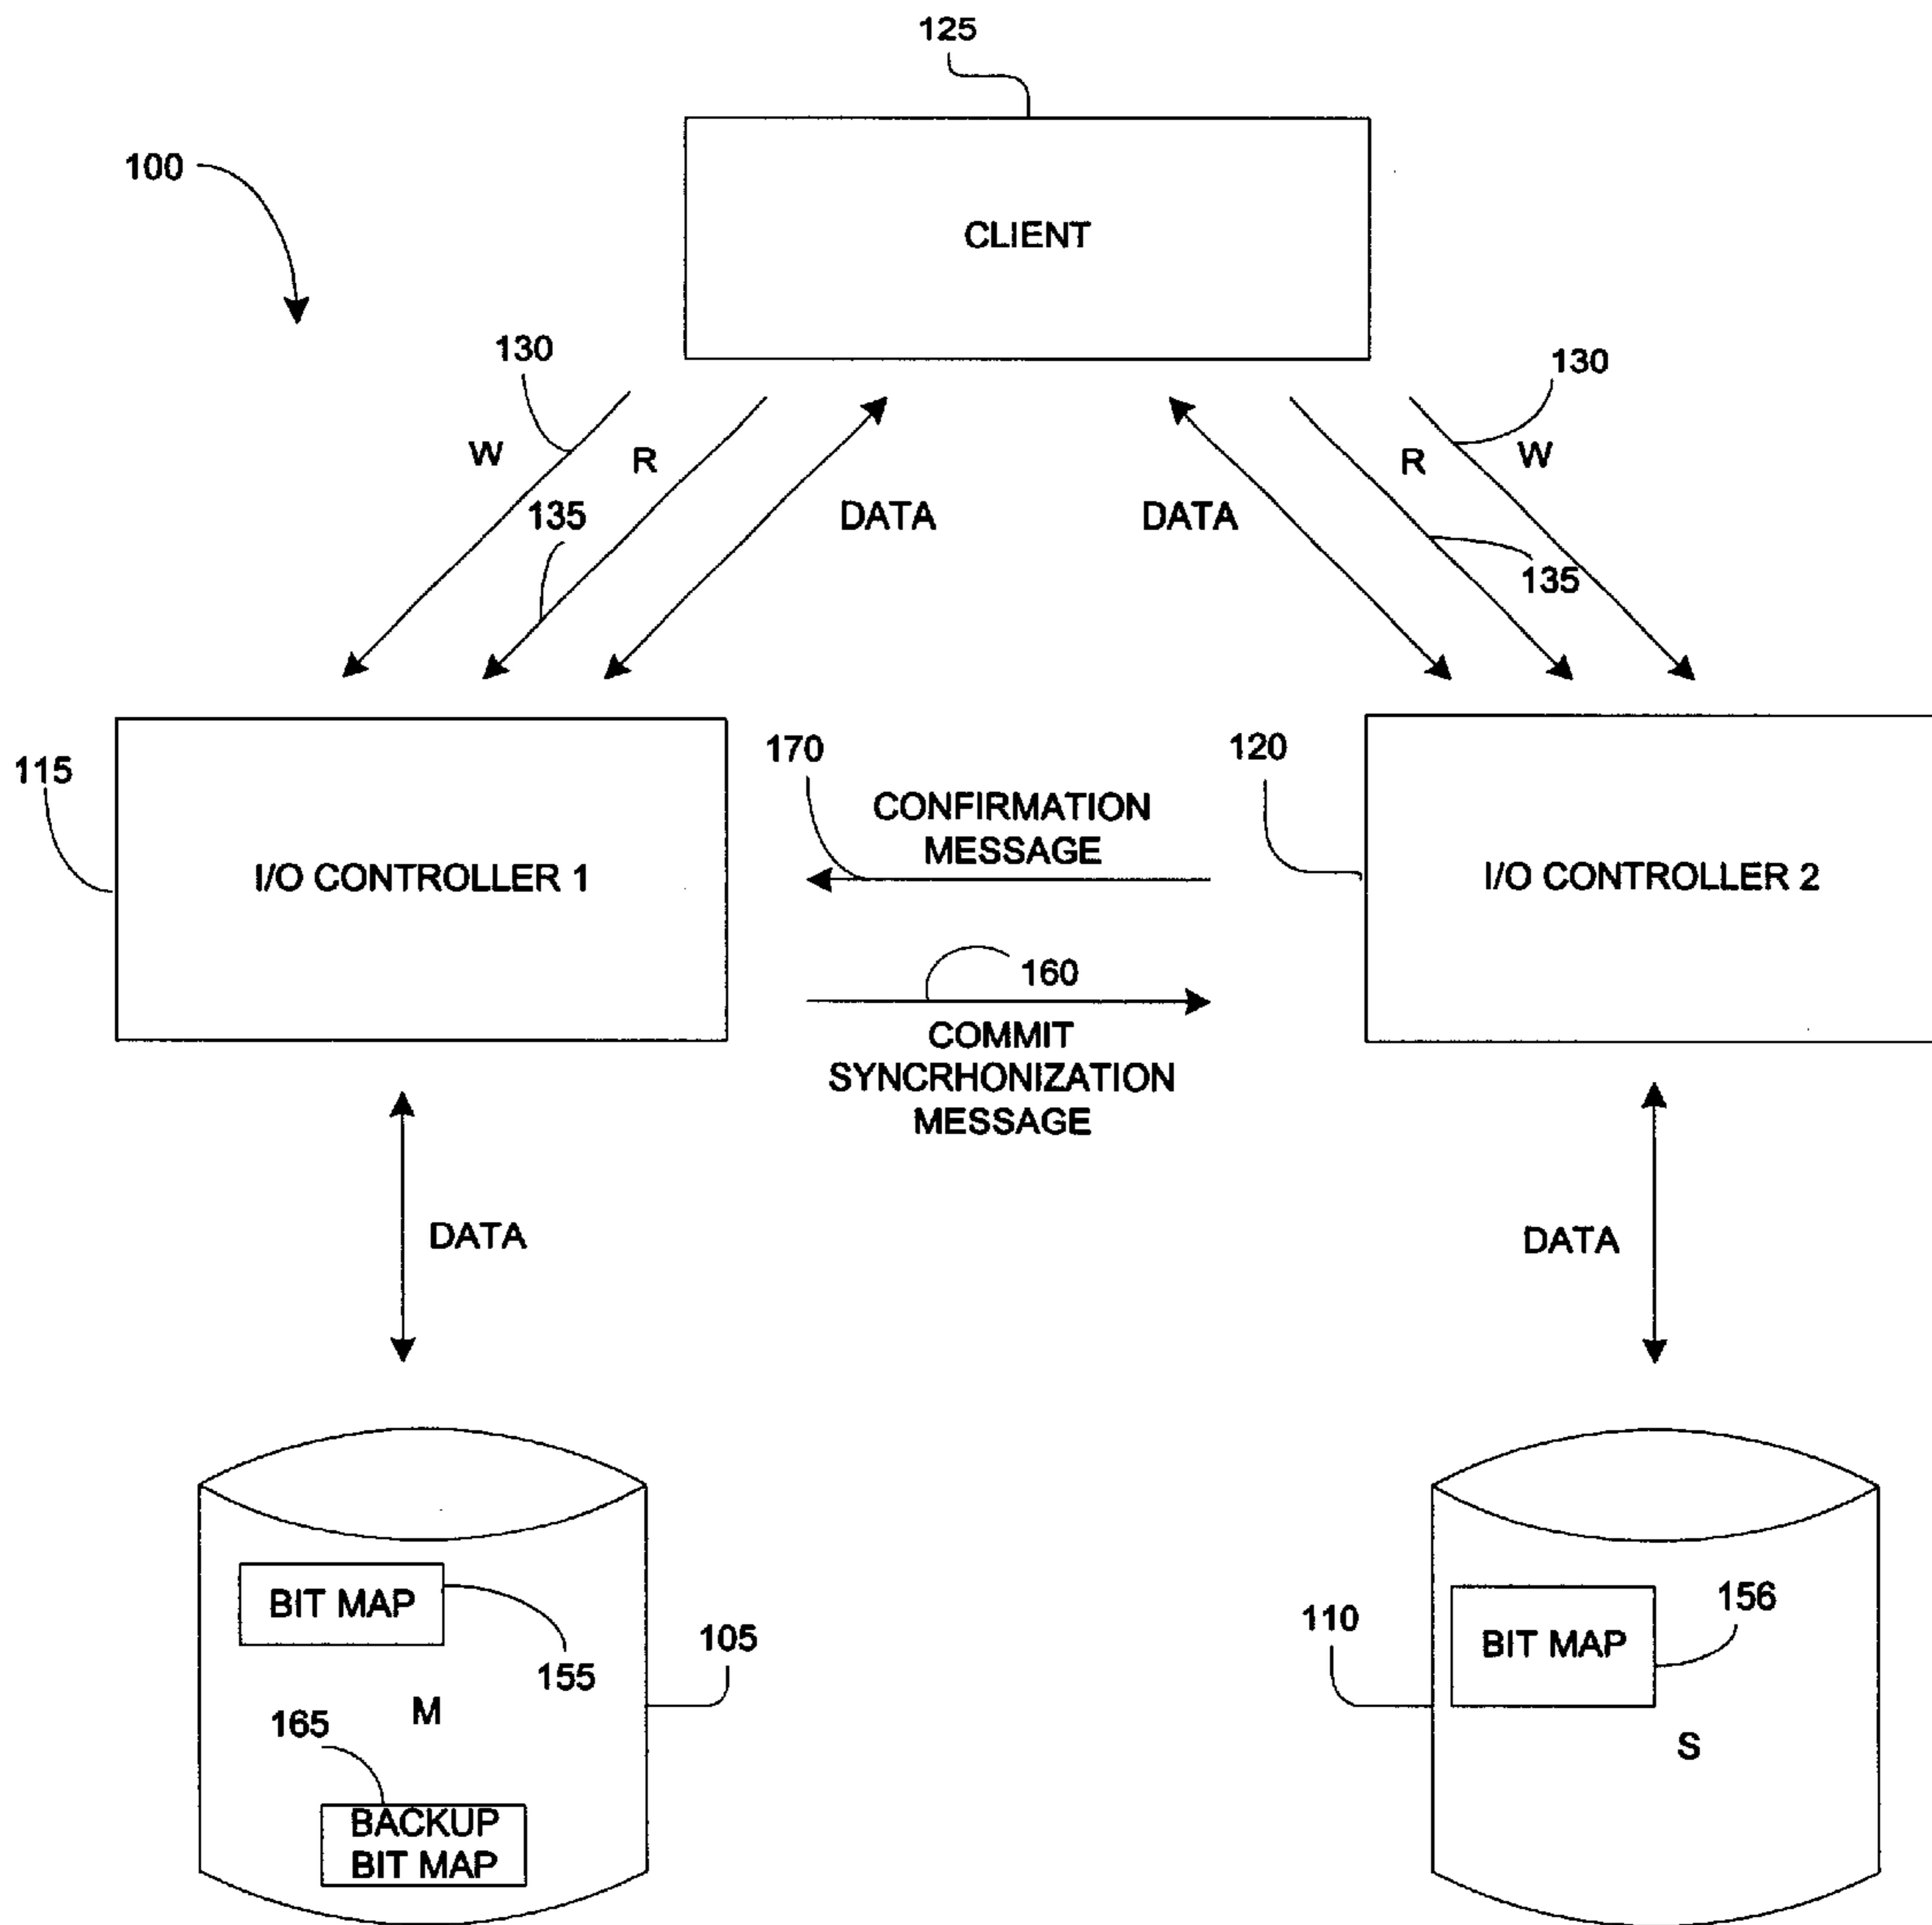 125
100
CLIENT
130
130
W
R
R
W
135
DATA
DATA
135
115
170
120
CONFIRMATION
MESSAGE
I/O CONTROLLER 1
I/O CONTROLLER 2
160
COMMIT
SYNCRHONIZATION
MESSAGE
DATA
DATA
BIT MAP
155
105
110
BIT MAP
156
M
165
S
BACKUP
BIT MAP